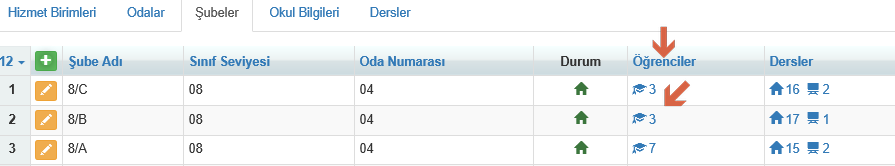 Hizmet Birimleri Odalar Şubeler Okul Bilgileri Dersler
12 Şube Adı Sınıf Seviyesi Oda Numarası Durum Öğrenciler Dersler
1 8/C 08 04 3 16 2
2 8/B 08 04 3 17 1
3 8/A 08 04 7 15 2